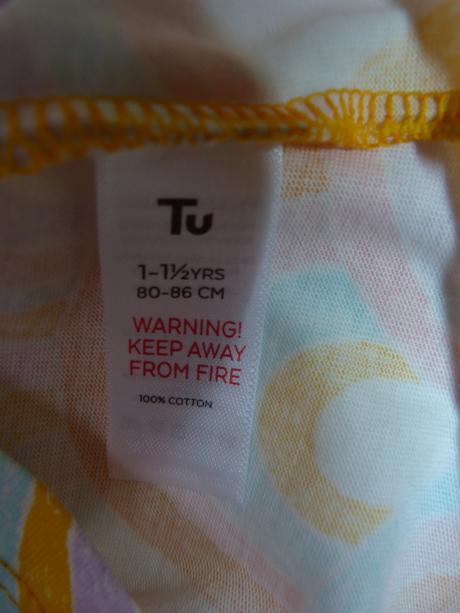 Tu
1-1½YRS
80-86 CM
WARNING!
KEEP AWAY
FROM FIRE
100% COTTON